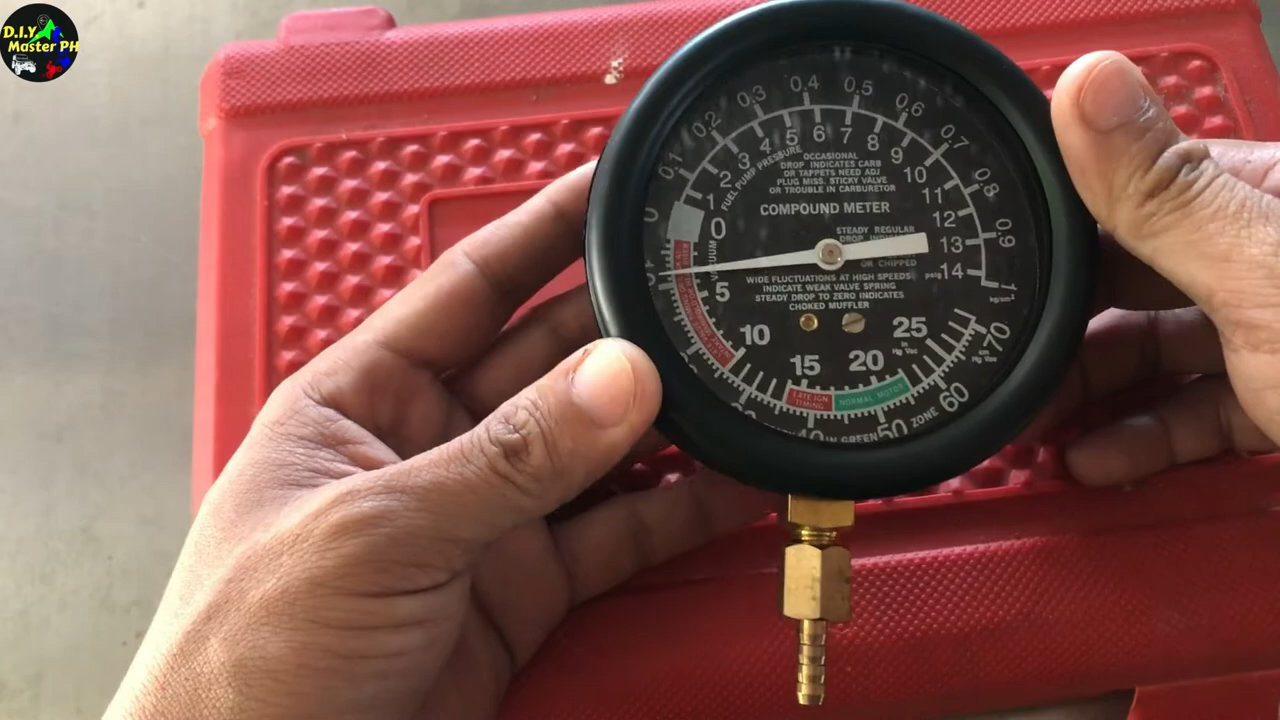 D.I.Y
Master PH
0.1 0.2 0.3 0.4 0.5 0.6 0.7 0.8 0.9 1
kg/cm²
0 1 2 3 4 5 6 7 8 9 10 11 12 13 14
psig
FUEL PUMP PRESSURE
OCCASIONAL
DROP INDICATES CARB
OR TAPPETS NEED ADJ
PLUG MISS. STICKY VALVE
OR TROUBLE IN CARBURETOR
COMPOUND METER
STEADY REGULAR
DROP
OR CHIPPED
VACUUM
WIDE FLUCTUATIONS AT HIGH SPEEDS
INDICATE WEAK VALVE SPRING
STEADY DROP TO ZERO INDICATES
CHOKED MUFFLER
5 10 15 20 25
in
Hg Vac
LATE IGN
TIMING
NORMAL MOTOR
40 50 60 70
cm
Hg Vac
IN GREEN ZONE